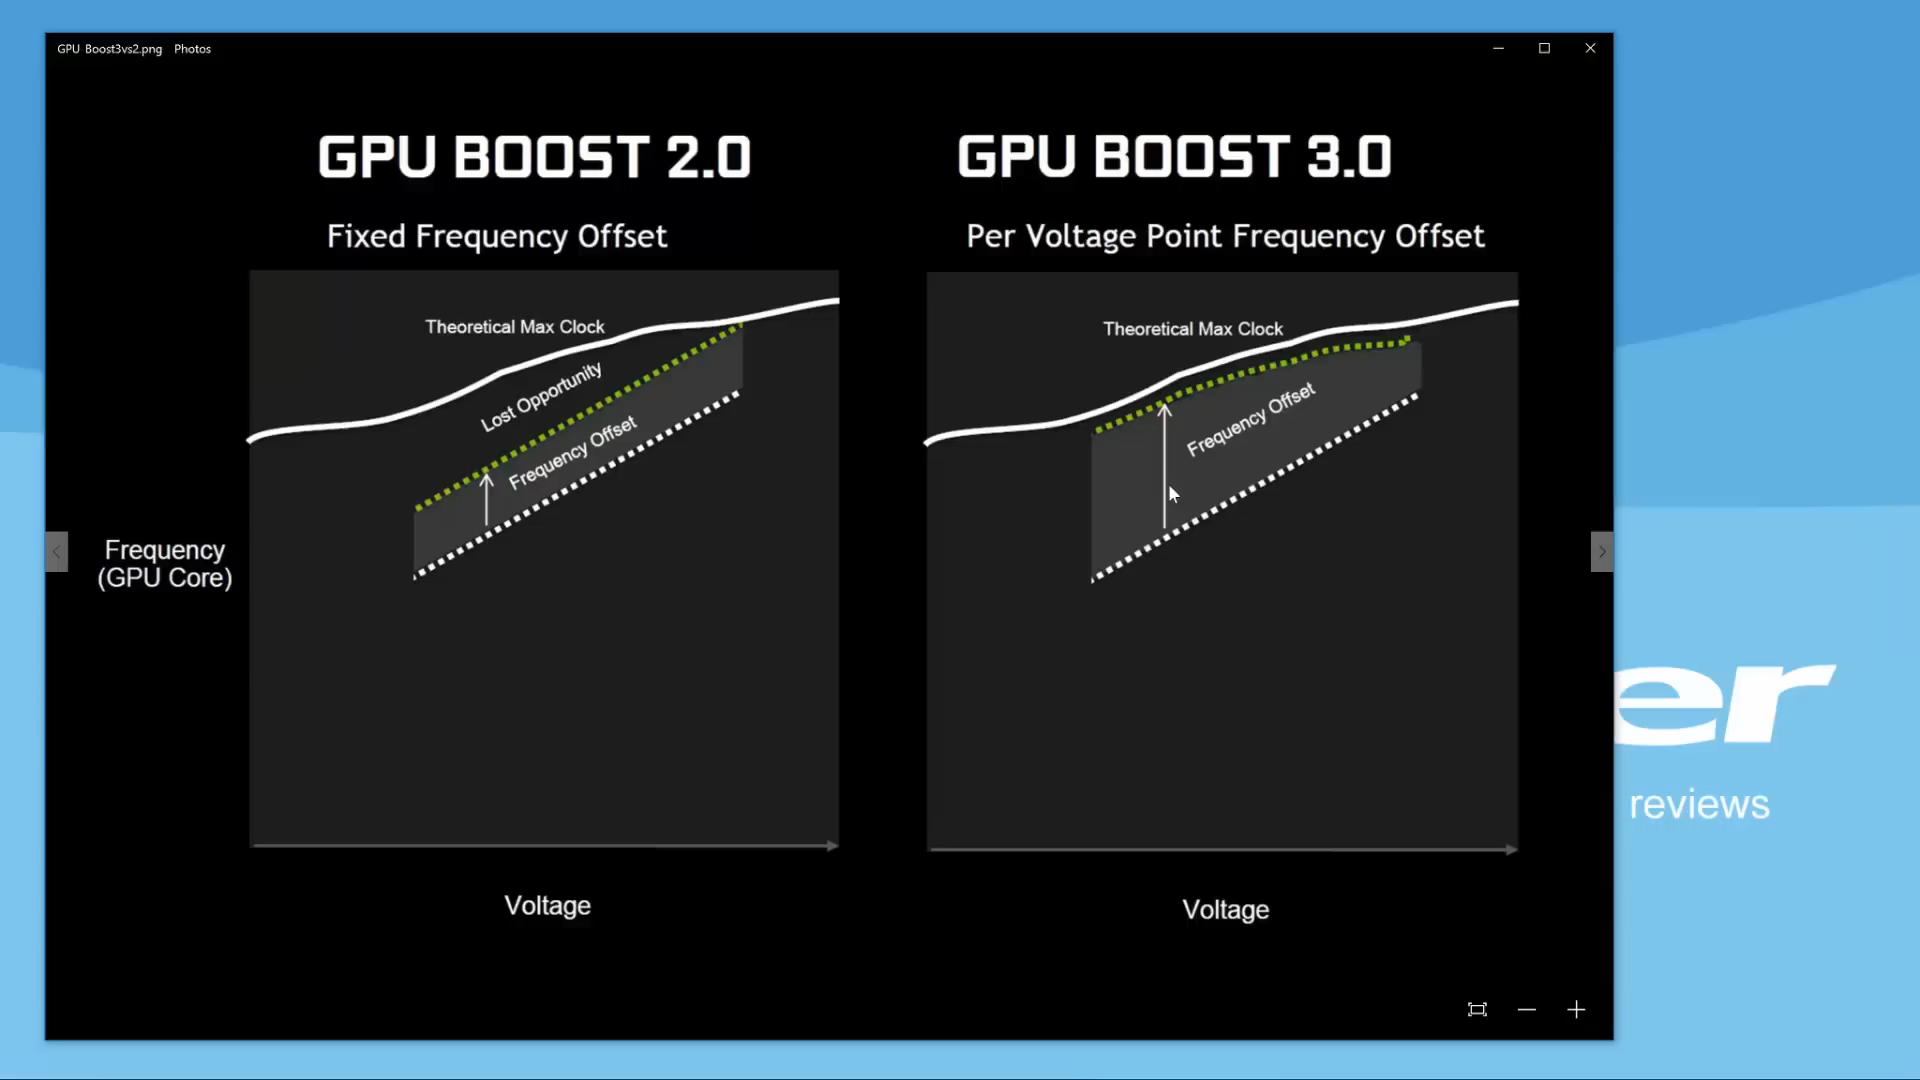 GPU Boost3vs2.png Photos
GPU BOOST 2.0
Fixed Frequency Offset
Theoretical Max Clock
Lost Opportunity
Frequency Offset
Frequency
(GPU Core)
Voltage
GPU BOOST 3.0
Per Voltage Point Frequency Offset
Theoretical Max Clock
Frequency Offset
Voltage
er
reviews